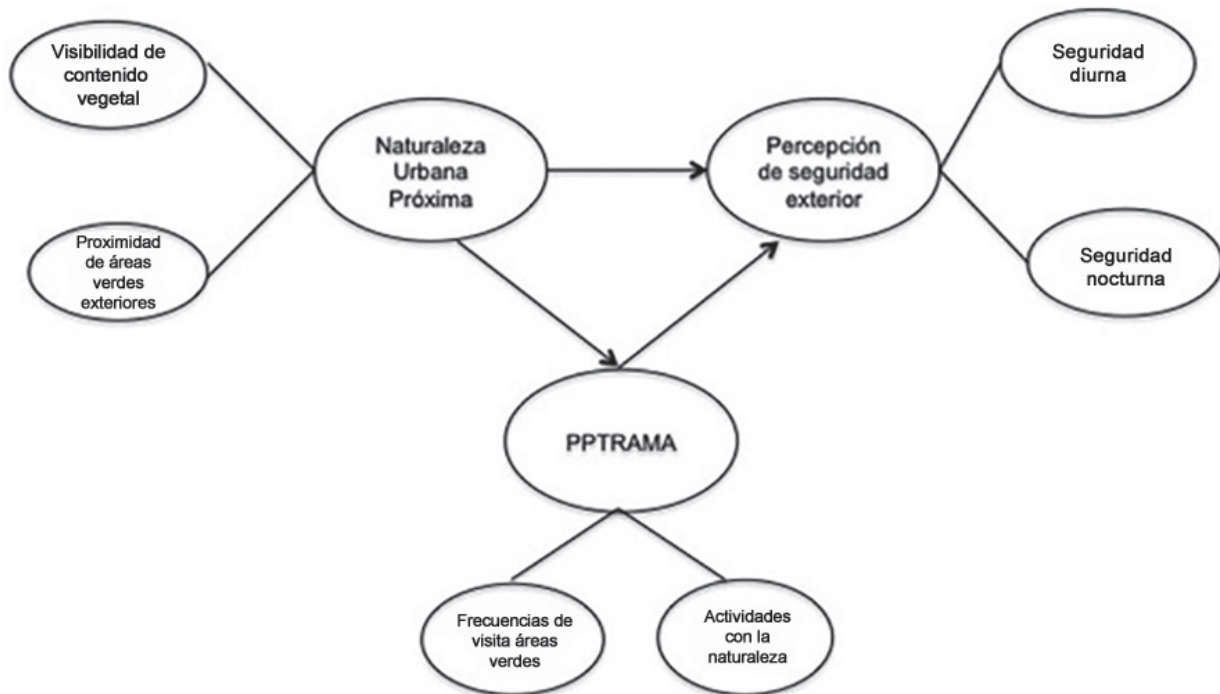 Visibilidad de
contenido
vegetal
Proximidad
de áreas
verdes
exteriores
Naturaleza
Urbana
Próxima
Percepción
de seguridad
exterior
Seguridad
diurna
Seguridad
nocturna
PPTRAMA
Frecuencias de
visita áreas
verdes
Actividades
con la
naturaleza